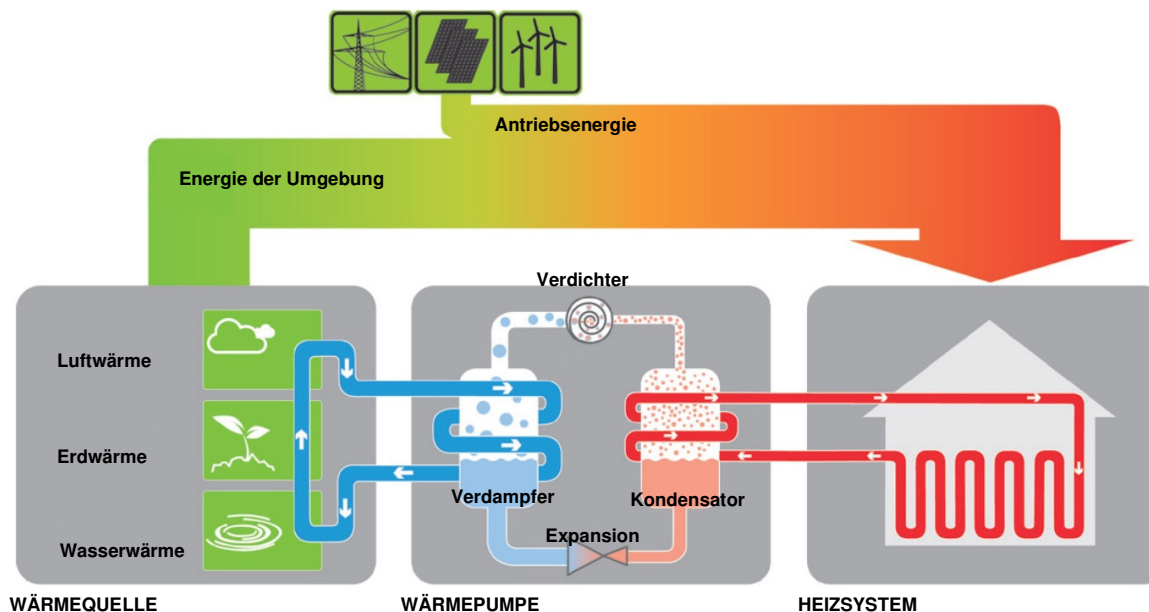 Antriebsenergie
Energie der Umgebung
Verdichter
Luftwärme
Erdwärme
Wasserwärme
Verdampfer
Kondensator
Expansion
WÄRMEQUELLE
WÄRMEPUMPE
HEIZSYSTEM